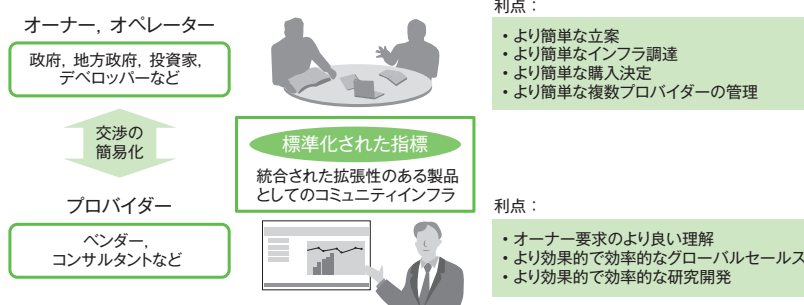 オーナー, オペレーター
政府, 地方政府, 投資家,
デベロッパーなど
交渉の
簡易化
プロバイダー
ベンダー,
コンサルタントなど
標準化された指標
統合された拡張性のある製品
としてのコミュニティインフラ
利点：
・より簡単な立案
・より簡単なインフラ調達
・より簡単な購入決定
・より簡単な複数プロバイダーの管理
利点：
・オーナー要求のより良い理解
・より効果的で効率的なグローバルセールス
・より効果的で効率的な研究開発